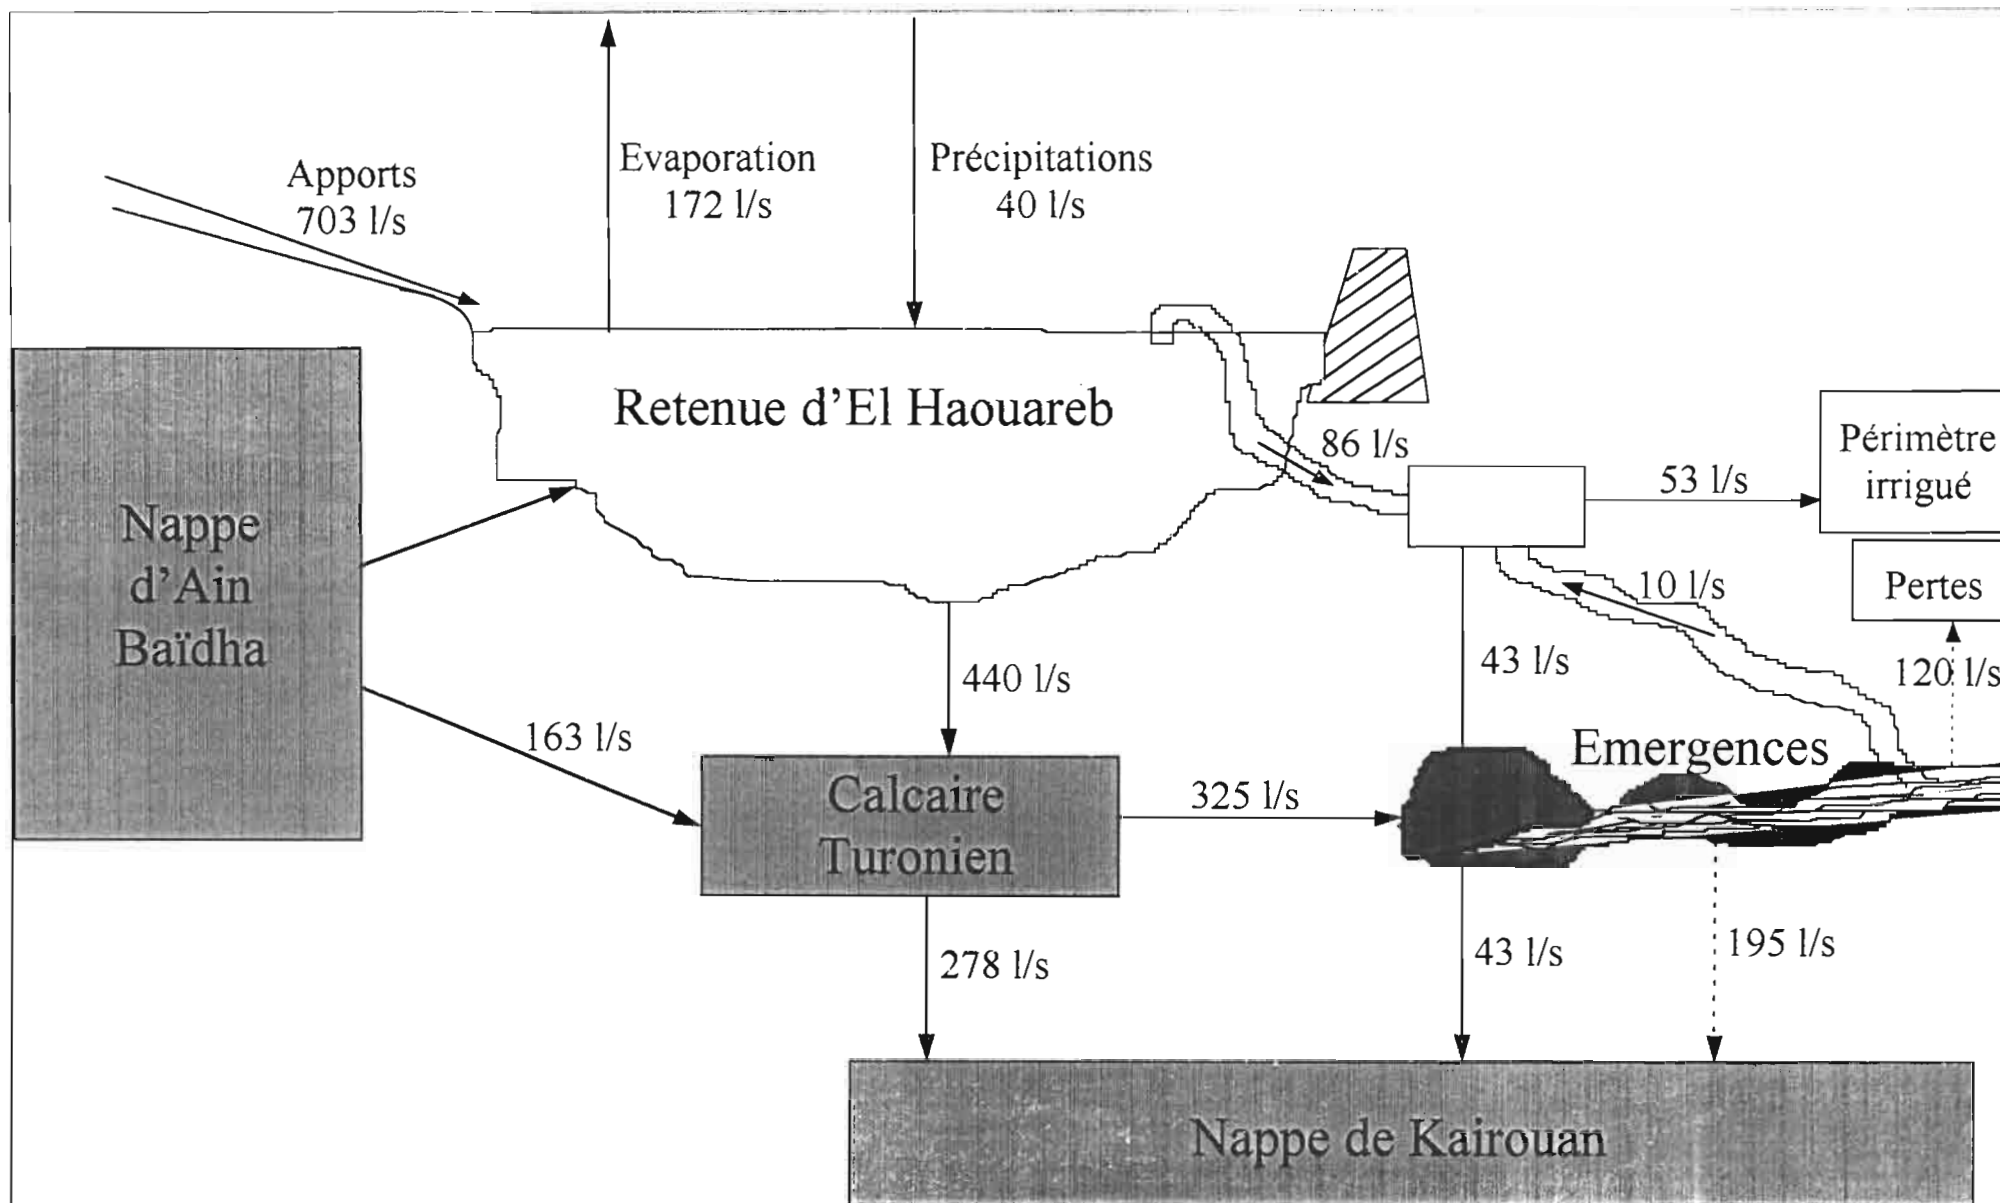 Apports
703 l/s
Evaporation
172 l/s
Précipitations
40 l/s
Retenue d'El Haouareb
86 l/s
Périmètre
irrigué
53 l/s
Nappe
d'Ain
Baïdha
Pertes
10 l/s
120 l/s
43 l/s
440 l/s
163 l/s
Emergences
Calcaire
Turonien
325 l/s
278 l/s
43 l/s
195 l/s
Nappe de Kairouan